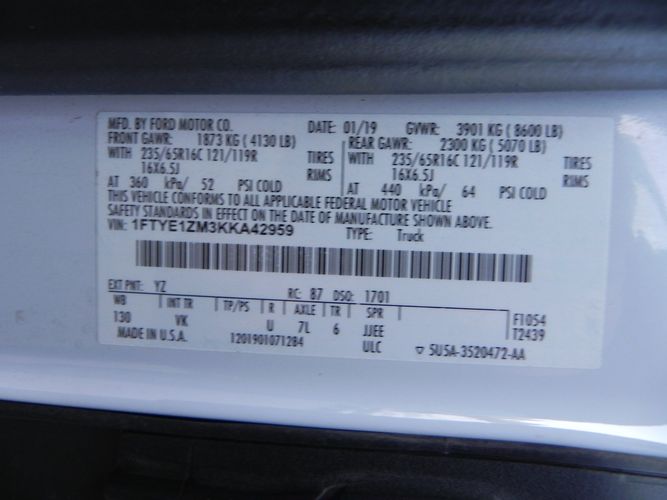 MFD. BY FORD MOTOR CO. DATE: 01/19 GVWR: 3901 KG ( 8600 LB)
FRONT GAWR: 1873 KG ( 4130 LB) REAR GAWR: 2300 KG ( 5070 LB)
WITH 235/65R16C 121/119R TIRES WITH 235/65R16C 121/119R TIRES
16X6.5J RIMS 16X6.5J RIMS
AT 360 kPa/ 52 PSI COLD AT 440 kPa/ 64 PSI COLD
THIS VEHICLE CONFORMS TO ALL APPLICABLE FEDERAL MOTOR VEHICLE
SAFETY STANDARDS IN EFFECT ON THE DATE OF MANUFACTURE SHOWN ABOVE.
VIN: 1FTYE1ZM3KKA42959 TYPE: Truck
EXT PNT: YZ RC: 87 DSO: 1701
WB INT TR TP/PS R AXLE TR SPR F1054
130 VK U 7L 6 JJEE T2439
MADE IN U.S.A. 1201901071284 ULC ▽ 5U5A-3520472-AA